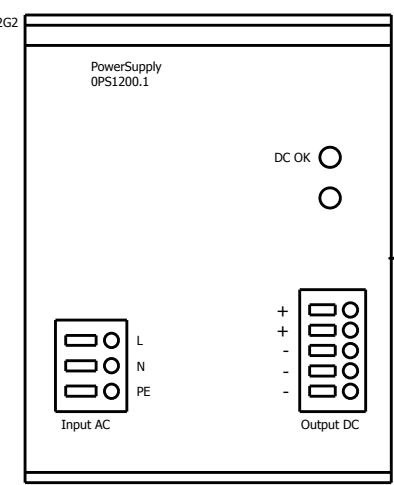 2G2
PowerSupply
0PS1200.1
DC OK
+
+
-
-
-
L
N
PE
Input AC
Output DC